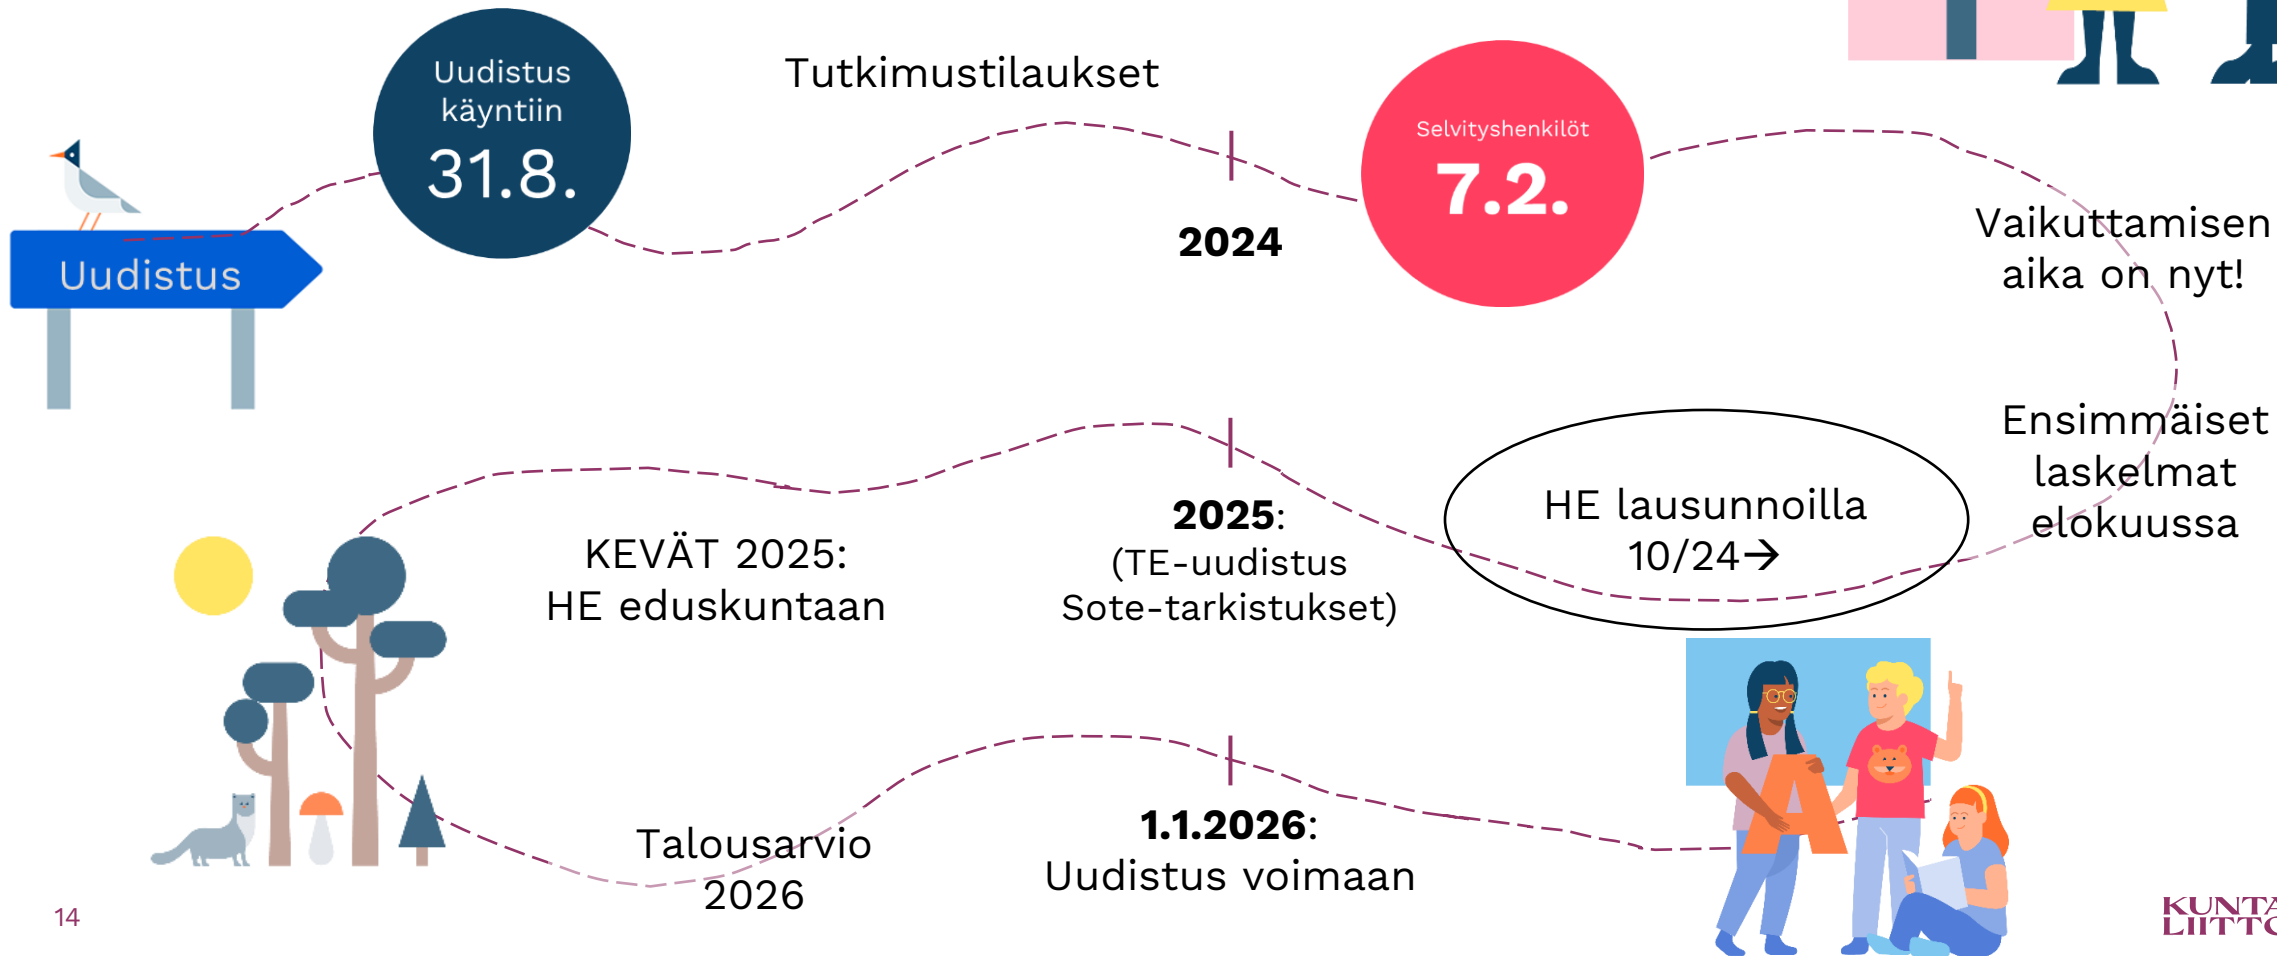 Uudistus
käyntiin
31.8.
Tutkimustilaukset
Selvityshenkilöt
7.2.
Uudistus
2024
Vaikuttamisen
aika on nyt!
Ensimmäiset
laskelmat
elokuussa
HE lausunnoilla
10/24→
2025:
(TE-uudistus
Sote-tarkistukset)
KEVÄT 2025:
HE eduskuntaan
Talousarvio
2026
1.1.2026:
Uudistus voimaan
A
14